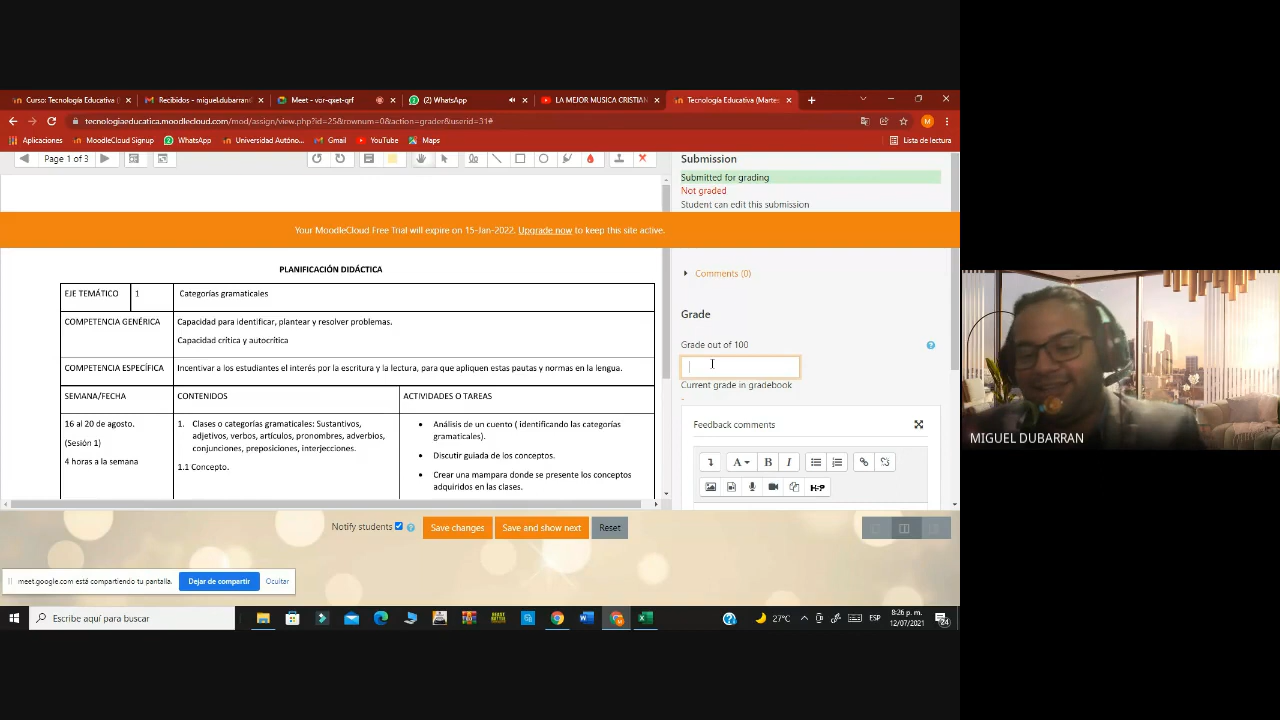 Curso: Tecnología Educativa (
Recibidos - miguel.dubarran
Meet - vor-qxet-qrf
(2) WhatsApp
LA MEJOR MUSICA CRISTIAN
Tecnología Educativa (Martes
tecnologiaeducatica.moodlecloud.com/mod/assign/view.php?id=25&rownum=0&action=grader&userid=31#
Aplicaciones
MoodleCloud Signup
WhatsApp
Universidad Autóno...
Gmail
YouTube
Maps
Lista de lectura
Page 1 of 3
Submission
Submitted for grading
Not graded
Student can edit this submission
Your MoodleCloud Free Trial will expire on 15-Jan-2022. Upgrade now to keep this site active.
PLANIFICACIÓN DIDÁCTICA
EJE TEMÁTICO 1 Categorías gramaticales
COMPETENCIA GENÉRICA
Capacidad para identificar, plantear y resolver problemas.
Capacidad crítica y autocrítica
COMPETENCIA ESPECÍFICA
Incentivar a los estudiantes el interés por la escritura y la lectura, para que apliquen estas pautas y normas en la lengua.
SEMANA/FECHA
CONTENIDOS
ACTIVIDADES O TAREAS
16 al 20 de agosto.
(Sesión 1)
4 horas a la semana
1. Clases o categorías gramaticales: Sustantivos,
adjetivos, verbos, artículos, pronombres, adverbios,
conjunciones, preposiciones, interjecciones.
1.1 Concepto.
• Análisis de un cuento ( identificando las categorías
gramaticales).
• Discutir guiada de los conceptos.
• Crear una mampara donde se presente los conceptos
adquiridos en las clases.
Comments (0)
Grade
Grade out of 100
Current grade in gradebook
-
Feedback comments
A
B
I
H-P
Notify students
Save changes
Save and show next
Reset
meet.google.com está compartiendo tu pantalla.
Dejar de compartir
Ocultar
Escribe aquí para buscar
27°C
ESP
8:26 p. m.
12/07/2021
24
MIGUEL DUBARRAN